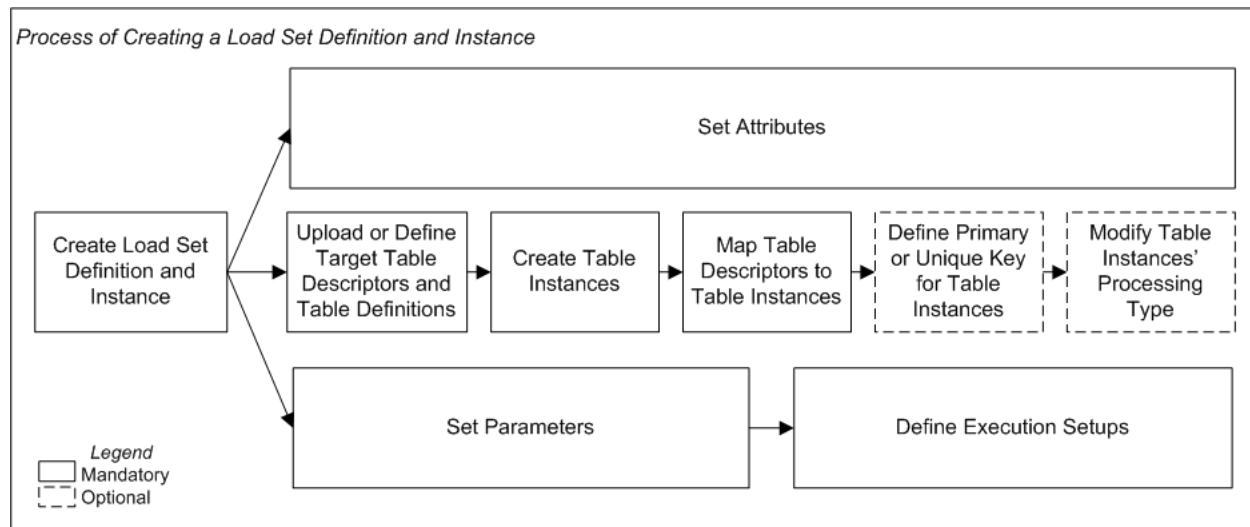 Process of Creating a Load Set Definition and Instance
Set Attributes
Create Load Set
Definition and
Instance
Upload or Define
Target Table
Descriptors and
Table Definitions
Create Table
Instances
Map Table
Descriptors to
Table Instances
Define Primary
or Unique Key
for Table
Instances
Modify Table
Instances'
Processing
Type
Set Parameters
Define Execution Setups
Legend
Mandatory
Optional